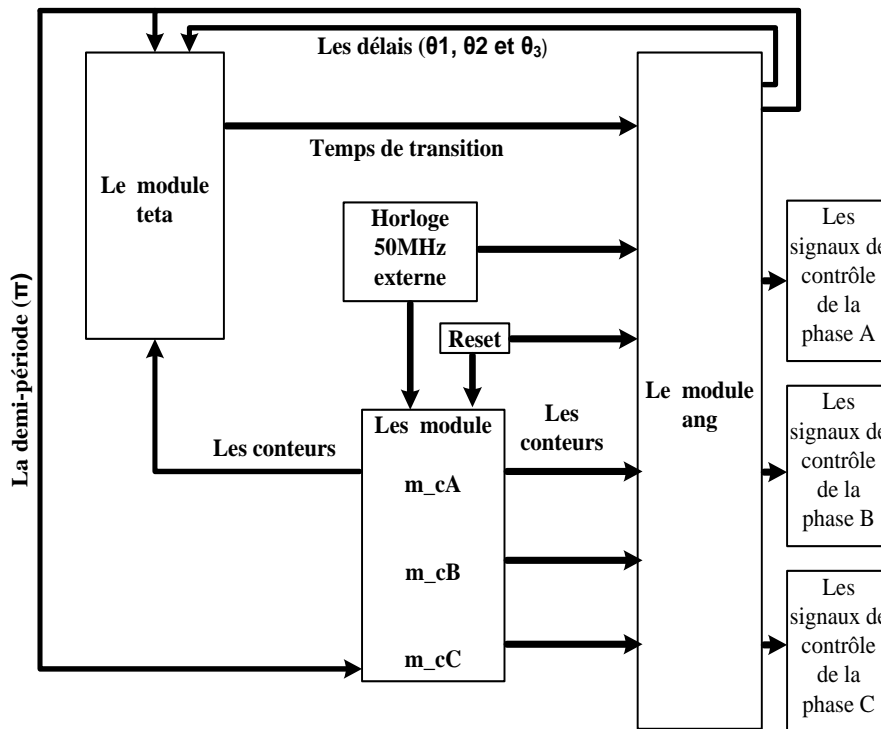 Les délais (θ1, θ2 et θ₃)
Temps de transition
Le module
teta
Horloge
50MHz
externe
Reset
La demi-période (π)
Les conteurs
Les module
m_cA
m_cB
m_cC
Les
conteurs
Le module
ang
Les
signaux de
contrôle
de la
phase A
Les
signaux de
contrôle
de la
phase B
Les
signaux de
contrôle
de la
phase C